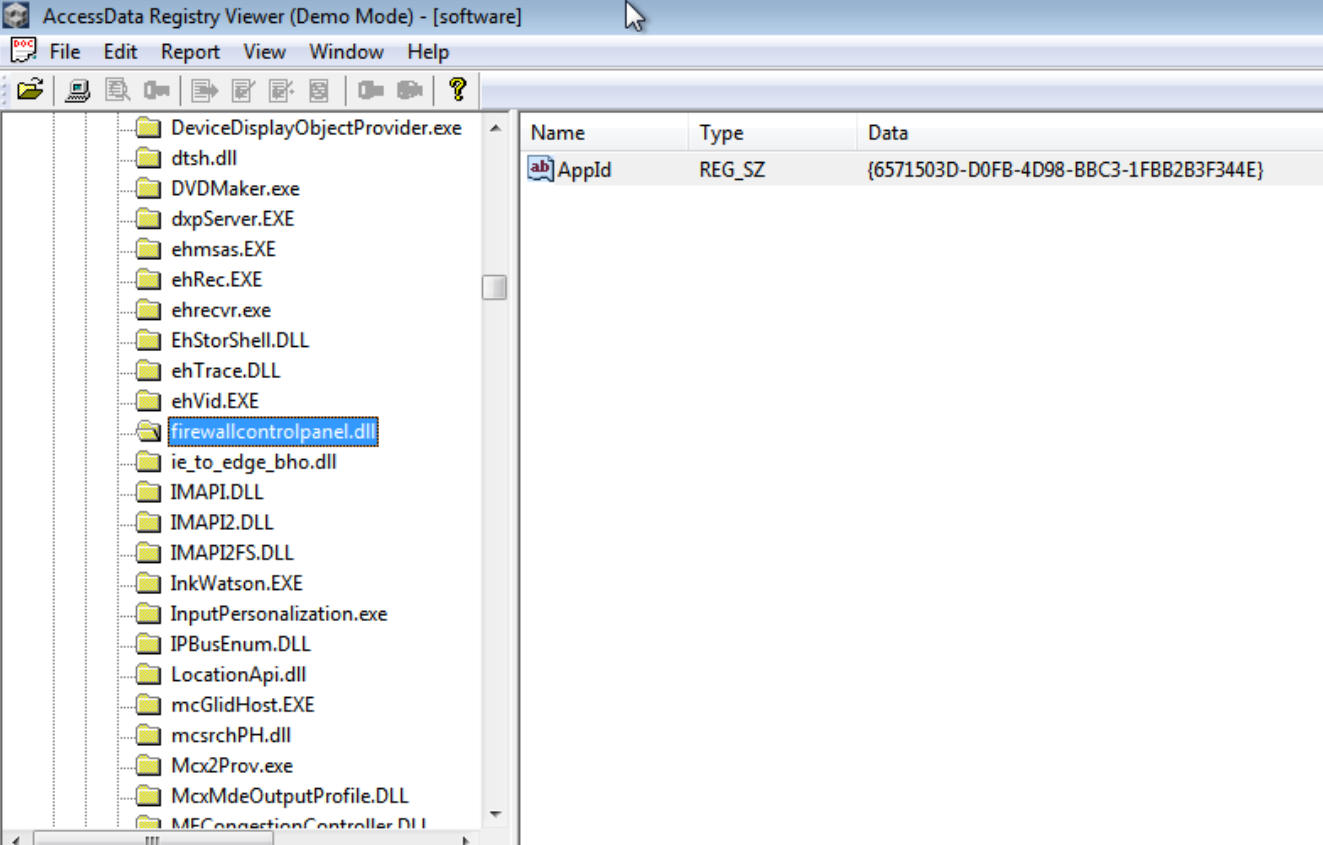 AccessData Registry Viewer (Demo Mode) - [software]
File Edit Report View Window Help
DeviceDisplayObjectProvider.exe
dtsh.dll
DVDMaker.exe
dxpServer.EXE
ehmsas.EXE
ehRec.EXE
ehrecvr.exe
EhStorShell.DLL
ehTrace.DLL
ehVid.EXE
firewallcontrolpanel.dll
ie_to_edge_bho.dll
IMAPI.DLL
IMAPI2.DLL
IMAPI2FS.DLL
InkWatson.EXE
InputPersonalization.exe
IPBusEnum.DLL
LocationApi.dll
mcGlidHost.EXE
mcsrchPH.dll
Mcx2Prov.exe
McxMdeOutputProfile.DLL
MFCongestionController.DLL
Name Type Data
ab AppId REG_SZ {6571503D-D0FB-4D98-BBC3-1FBB2B3F344E}